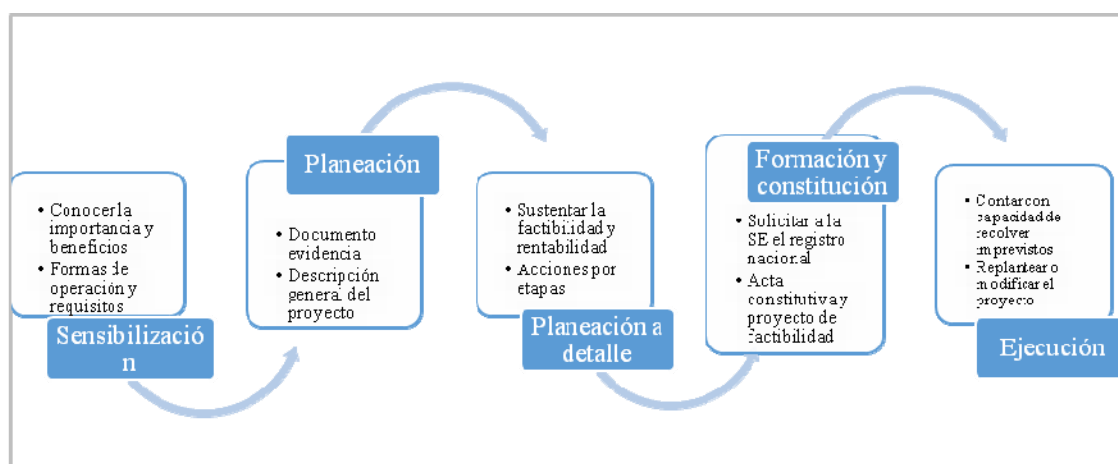 • Conocer la
importancia y
beneficios
• Formas de
operación y
requisitos
Sensibilizació
n
Planeación
• Documento
evidencia
• Descripción
general del
proyecto
• Sustentar la
factibilidad y
rentabilidad
• Acciones por
etapas
Planeación a
detalle
Formación y
constitución
• Solicitar a la
SE el registro
nacional
• Acta
constitutiva y
proyecto de
factibilidad
• Contar con
capacidad de
recolver
imprevistos
• Replantear o
modificar el
proyecto
Ejecución